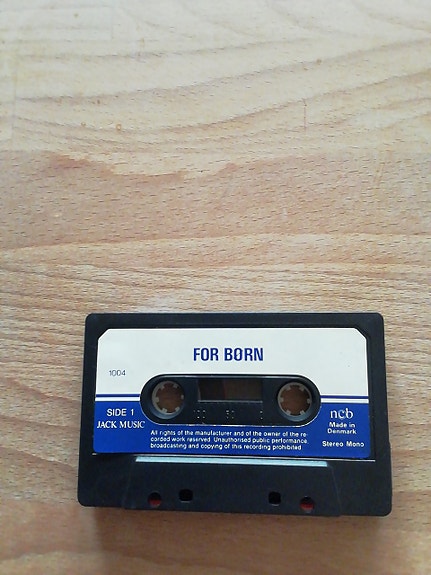 FOR BØRN
1004
SIDE 1
JACK MUSIC
100 50 0
ncb
Made in
Denmark
Stereo Mono
All rights of the manufacturer and of the owner of the re
corded work reserved. Unauthorised public performance,
broadcasting and copying of this recording prohibited